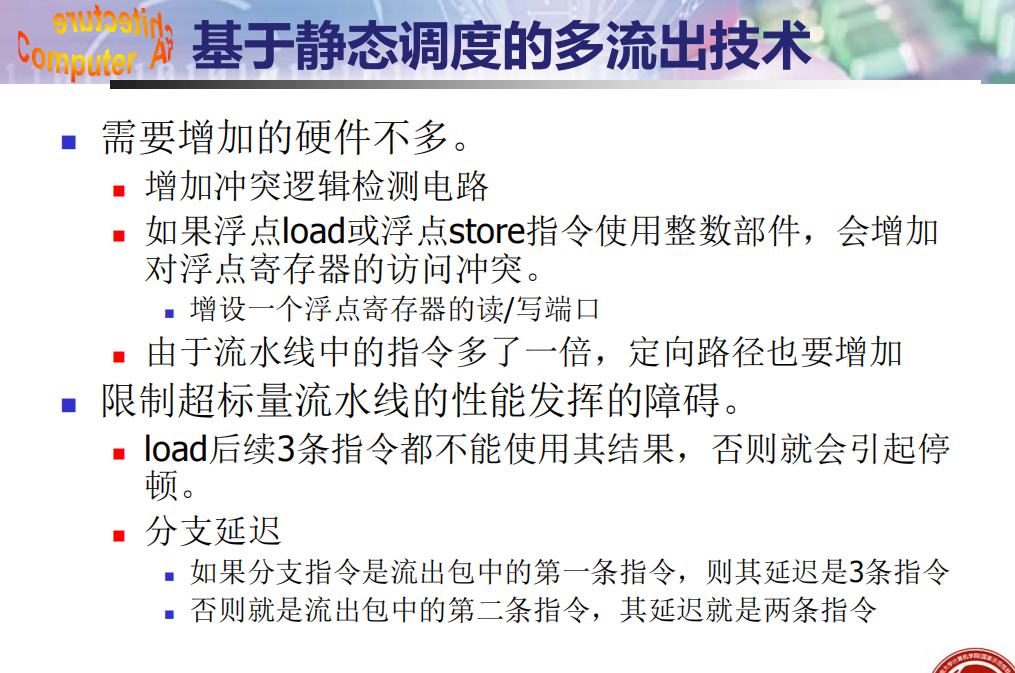 Computer Architecture
基于静态调度的多流出技术
需要增加的硬件不多。
增加冲突逻辑检测电路
如果浮点load或浮点store指令使用整数部件，会增加
对浮点寄存器的访问冲突。
增设一个浮点寄存器的读/写端口
由于流水线中的指令多了一倍，定向路径也要增加
限制超标量流水线的性能发挥的障碍。
load后续3条指令都不能使用其结果，否则就会引起停
顿。
分支延迟
如果分支指令是流出包中的第一条指令，则其延迟是3条指令
否则就是流出包中的第二条指令，其延迟就是两条指令